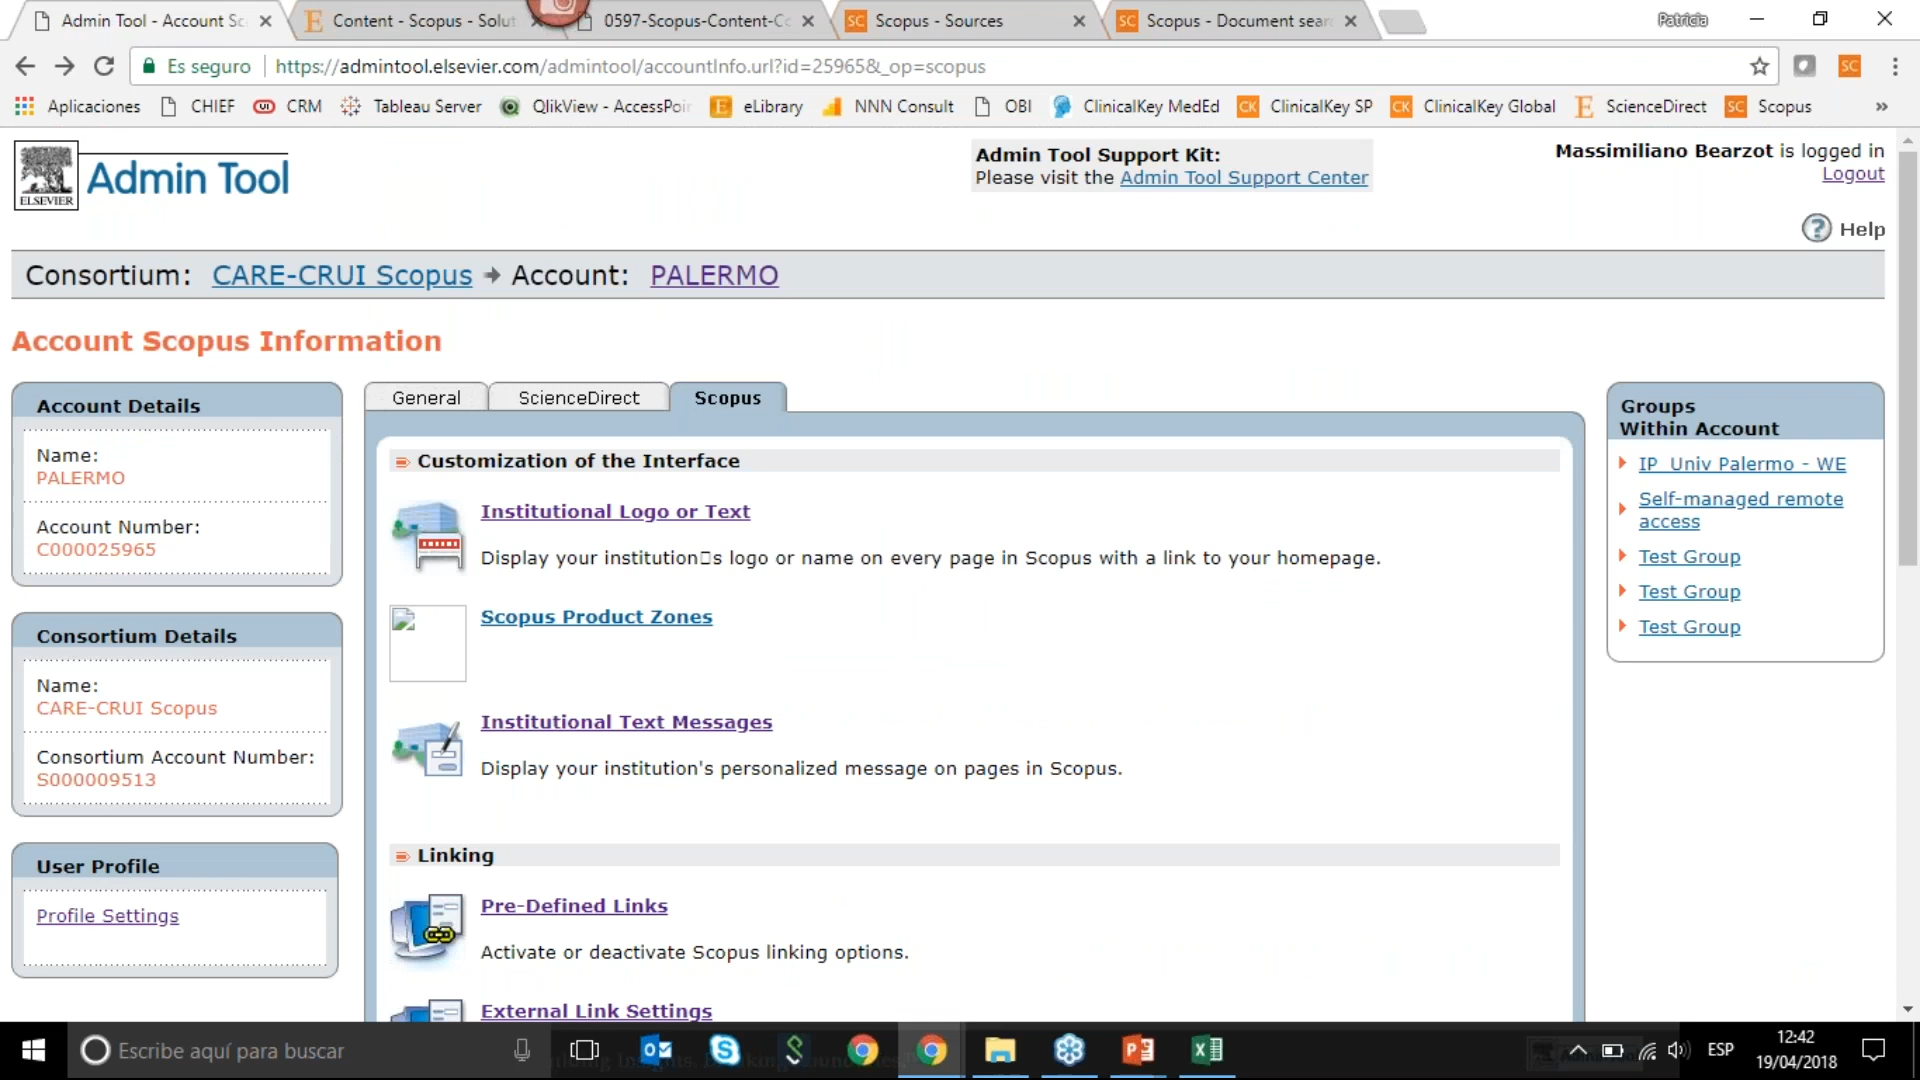 Admin Tool - Account Sc
Content - Scopus - Solut
0597-Scopus-Content-Co
SC Scopus - Sources
SC Scopus - Document sear
Patricia
Es seguro
https://admintool.elsevier.com/admintool/accountInfo.url?id=25965&_op=scopus
Aplicaciones
CHIEF
CRM
Tableau Server
QlikView - AccessPoin
eLibrary
NNN Consult
OBI
ClinicalKey MedEd
CK ClinicalKey SP
CK ClinicalKey Global
ScienceDirect
SC Scopus
»
ELSEVIER
Admin Tool
Admin Tool Support Kit:
Please visit the Admin Tool Support Center
Massimiliano Bearzot is logged in
Logout
? Help
Consortium: CARE-CRUI Scopus → Account: PALERMO
Account Scopus Information
Account Details
Name:
PALERMO
Account Number:
C000025965
Consortium Details
Name:
CARE-CRUI Scopus
Consortium Account Number:
S000009513
User Profile
Profile Settings
General
ScienceDirect
Scopus
Customization of the Interface
Institutional Logo or Text
Display your institution▯s logo or name on every page in Scopus with a link to your homepage.
Scopus Product Zones
Institutional Text Messages
Display your institution's personalized message on pages in Scopus.
Linking
Pre-Defined Links
Activate or deactivate Scopus linking options.
External Link Settings
Groups
Within Account
IP_Univ Palermo - WE
Self-managed remote
access
Test Group
Test Group
Test Group
Escribe aquí para buscar
ESP
12:42
19/04/2018